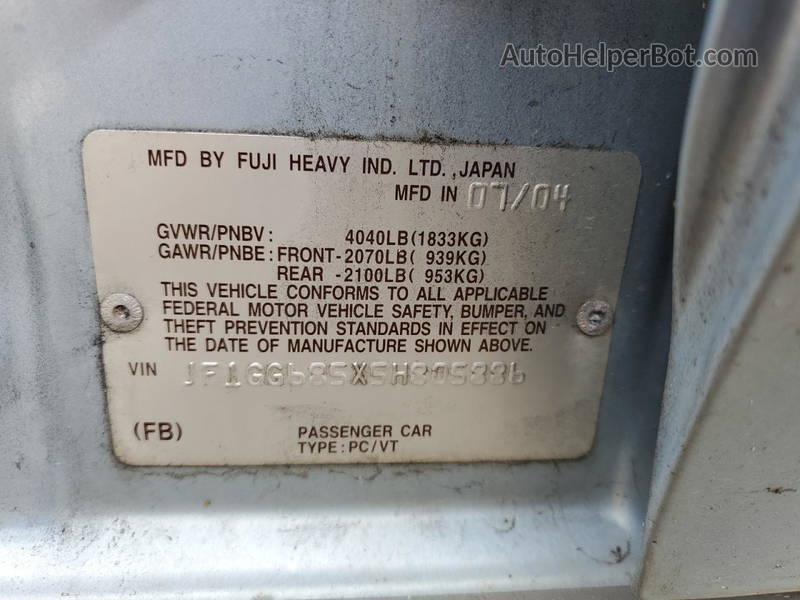 AutoHelperBot.com
MFD BY FUJI HEAVY IND. LTD.,JAPAN
MFD IN 07/04
GVWR/PNBV: 4040LB(1833KG)
GAWR/PNBE: FRONT-2070LB( 939KG)
REAR -2100LB( 953KG)
THIS VEHICLE CONFORMS TO ALL APPLICABLE
FEDERAL MOTOR VEHICLE SAFETY, BUMPER, AND
THEFT PREVENTION STANDARDS IN EFFECT ON
THE DATE OF MANUFACTURE SHOWN ABOVE.
VIN JF1GG685X5H805886
(FB) PASSENGER CAR
TYPE: PC/VT